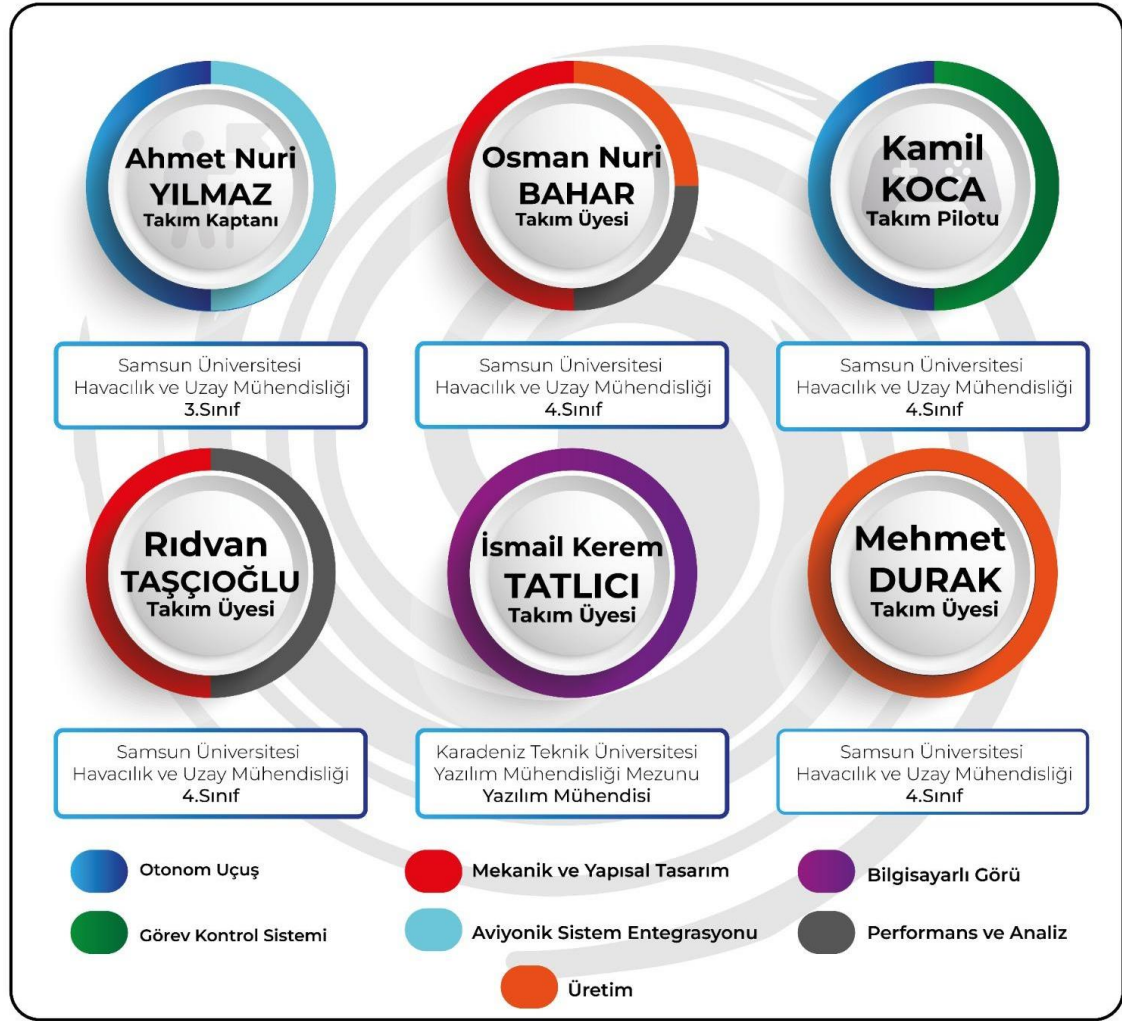 Ahmet Nuri
YILMAZ
Takım Kaptanı
Osman Nuri
BAHAR
Takım Üyesi
Kamil
KOCA
Takım Pilotu
Samsun Üniversitesi
Havacılık ve Uzay Mühendisliği
3.Sınıf
Samsun Üniversitesi
Havacılık ve Uzay Mühendisliği
4.Sınıf
Samsun Üniversitesi
Havacılık ve Uzay Mühendisliği
4.Sınıf
Rıdvan
TAŞÇIOĞLU
Takım Üyesi
İsmail Kerem
TATLICI
Takım Üyesi
Mehmet
DURAK
Takım Üyesi
Samsun Üniversitesi
Havacılık ve Uzay Mühendisliği
4.Sınıf
Karadeniz Teknik Üniversitesi
Yazılım Mühendisliği Mezunu
Yazılım Mühendisi
Samsun Üniversitesi
Havacılık ve Uzay Mühendisliği
4.Sınıf
Otonom Uçuş
Mekanik ve Yapısal Tasarım
Bilgisayarlı Görü
Görev Kontrol Sistemi
Aviyonik Sistem Entegrasyonu
Performans ve Analiz
Üretim